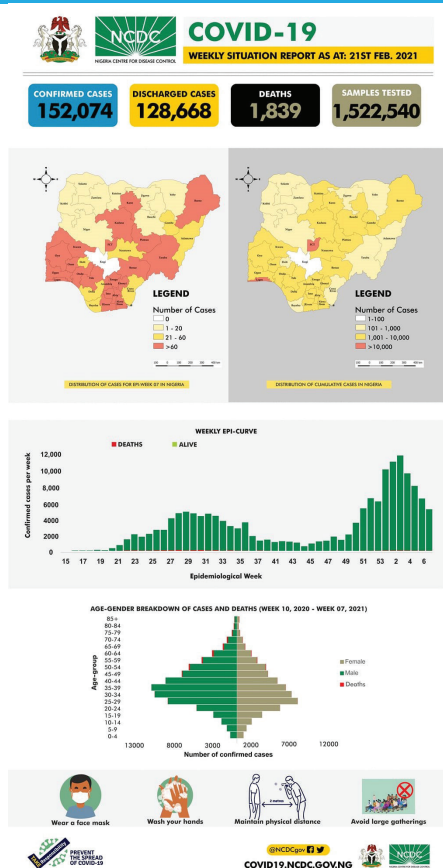 NCDC
NIGERIA CENTRE FOR DISEASE CONTROL
COVID-19
WEEKLY SITUATION REPORT AS AT: 21ST FEB. 2021
CONFIRMED CASES
152,074
DISCHARGED CASES
128,668
DEATHS
1,839
SAMPLES TESTED
1,522,540
LEGEND
Number of Cases
0
1 - 20
21 - 60
>60
DISTRIBUTION OF CASES FOR EPI-WEEK 07 IN NIGERIA
LEGEND
Number of Cases
1-100
101 - 1,000
1,001 - 10,000
>10,000
DISTRIBUTION OF CUMULATIVE CASES IN NIGERIA
WEEKLY EPI-CURVE
DEATHS ALIVE
Confirmed cases per week
12,000
10,000
8,000
6000
4000
2000
0
15 17 19 21 22 25 27 29 31 33 35 37 41 43 45 47 49 51 53 2 4 6
Epidemiological Week
AGE-GENDER BREAKDOWN OF CASES AND DEATHS (WEEK 10, 2020 - WEEK 07, 2021)
Age-group
85+
80-84
75-79
70-74
65-69
60-64
55-59
50-54
45-49
40-44
35-39
30-34
25-29
20-24
15-19
10-14
5-9
0-4
Female
Male
Deaths
13000 8000 3000 2000 7000 12000
Number of confirmed cases
2 metres
Wear a face mask
Wash your hands
Maintain physical distance
Avoid large gatherings
PREVENT
THE SPREAD
OF COVID-19
@NCDCgov
COVID19.NCDC.GOV.NG
NCDC